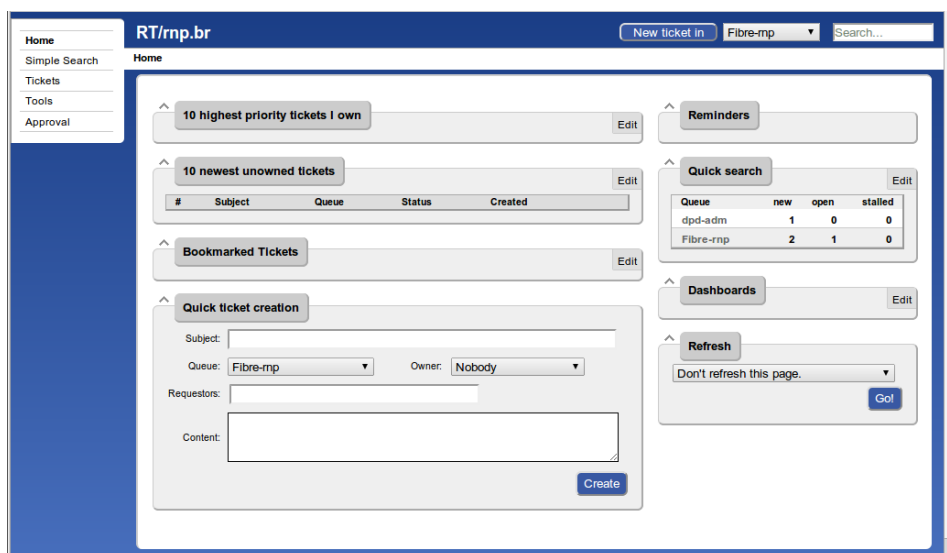 RT/rnp.br
New ticket in
Fibre-rnp
Search...
Home
Simple Search
Tickets
Tools
Approval
Home
10 highest priority tickets I own
Edit
10 newest unowned tickets
Edit
# Subject Queue Status Created
Bookmarked Tickets
Edit
Quick ticket creation
Subject:
Queue: Fibre-rnp Owner: Nobody
Requestors:
Content:
Create
Reminders
Quick search
Edit
Queue new open stalled
dpd-adm 1 0 0
Fibre-rnp 2 1 0
Dashboards
Edit
Refresh
Don't refresh this page.
Go!